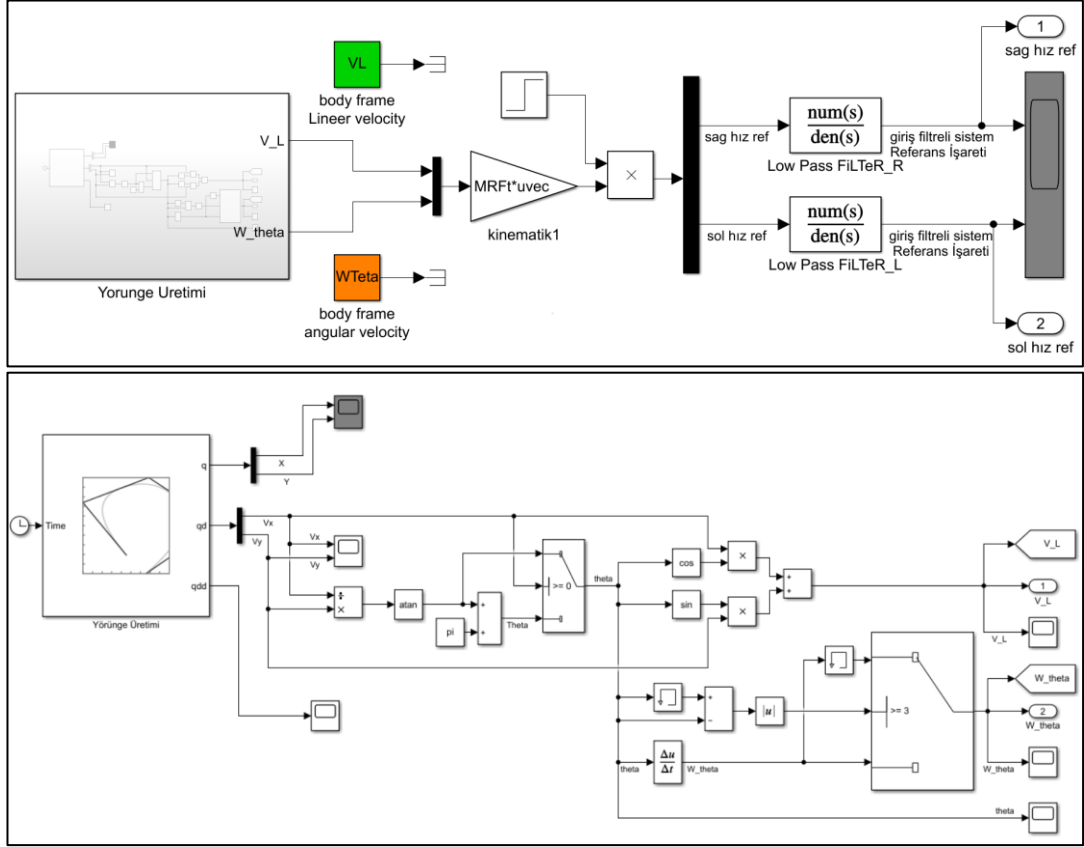 VL
body frame
Lineer velocity
V_L
W_theta
Yorunge Uretimi
WTeta
body frame
angular velocity
MRFt*uvec
kinematik1
×
sag hız ref
sol hız ref
num(s)
den(s)
Low Pass FiLTeR_R
num(s)
den(s)
Low Pass FiLTeR_L
giriş filtreli sistem
Referans İşareti
giriş filtreli sistem
Referans İşareti
1
sag hız ref
2
sol hız ref
Time
q
qd
qdd
Yörünge Üretimi
X
Y
Vx
Vy
Vx
Vy
÷
×
atan
pi
+
+
Theta
>= 0
theta
cos
sin
×
×
+
+
V_L
1
V_L
V_L
+
−
|u|
Δu
Δt
theta
W_theta
>= 3
W_theta
2
W_theta
W_theta
theta